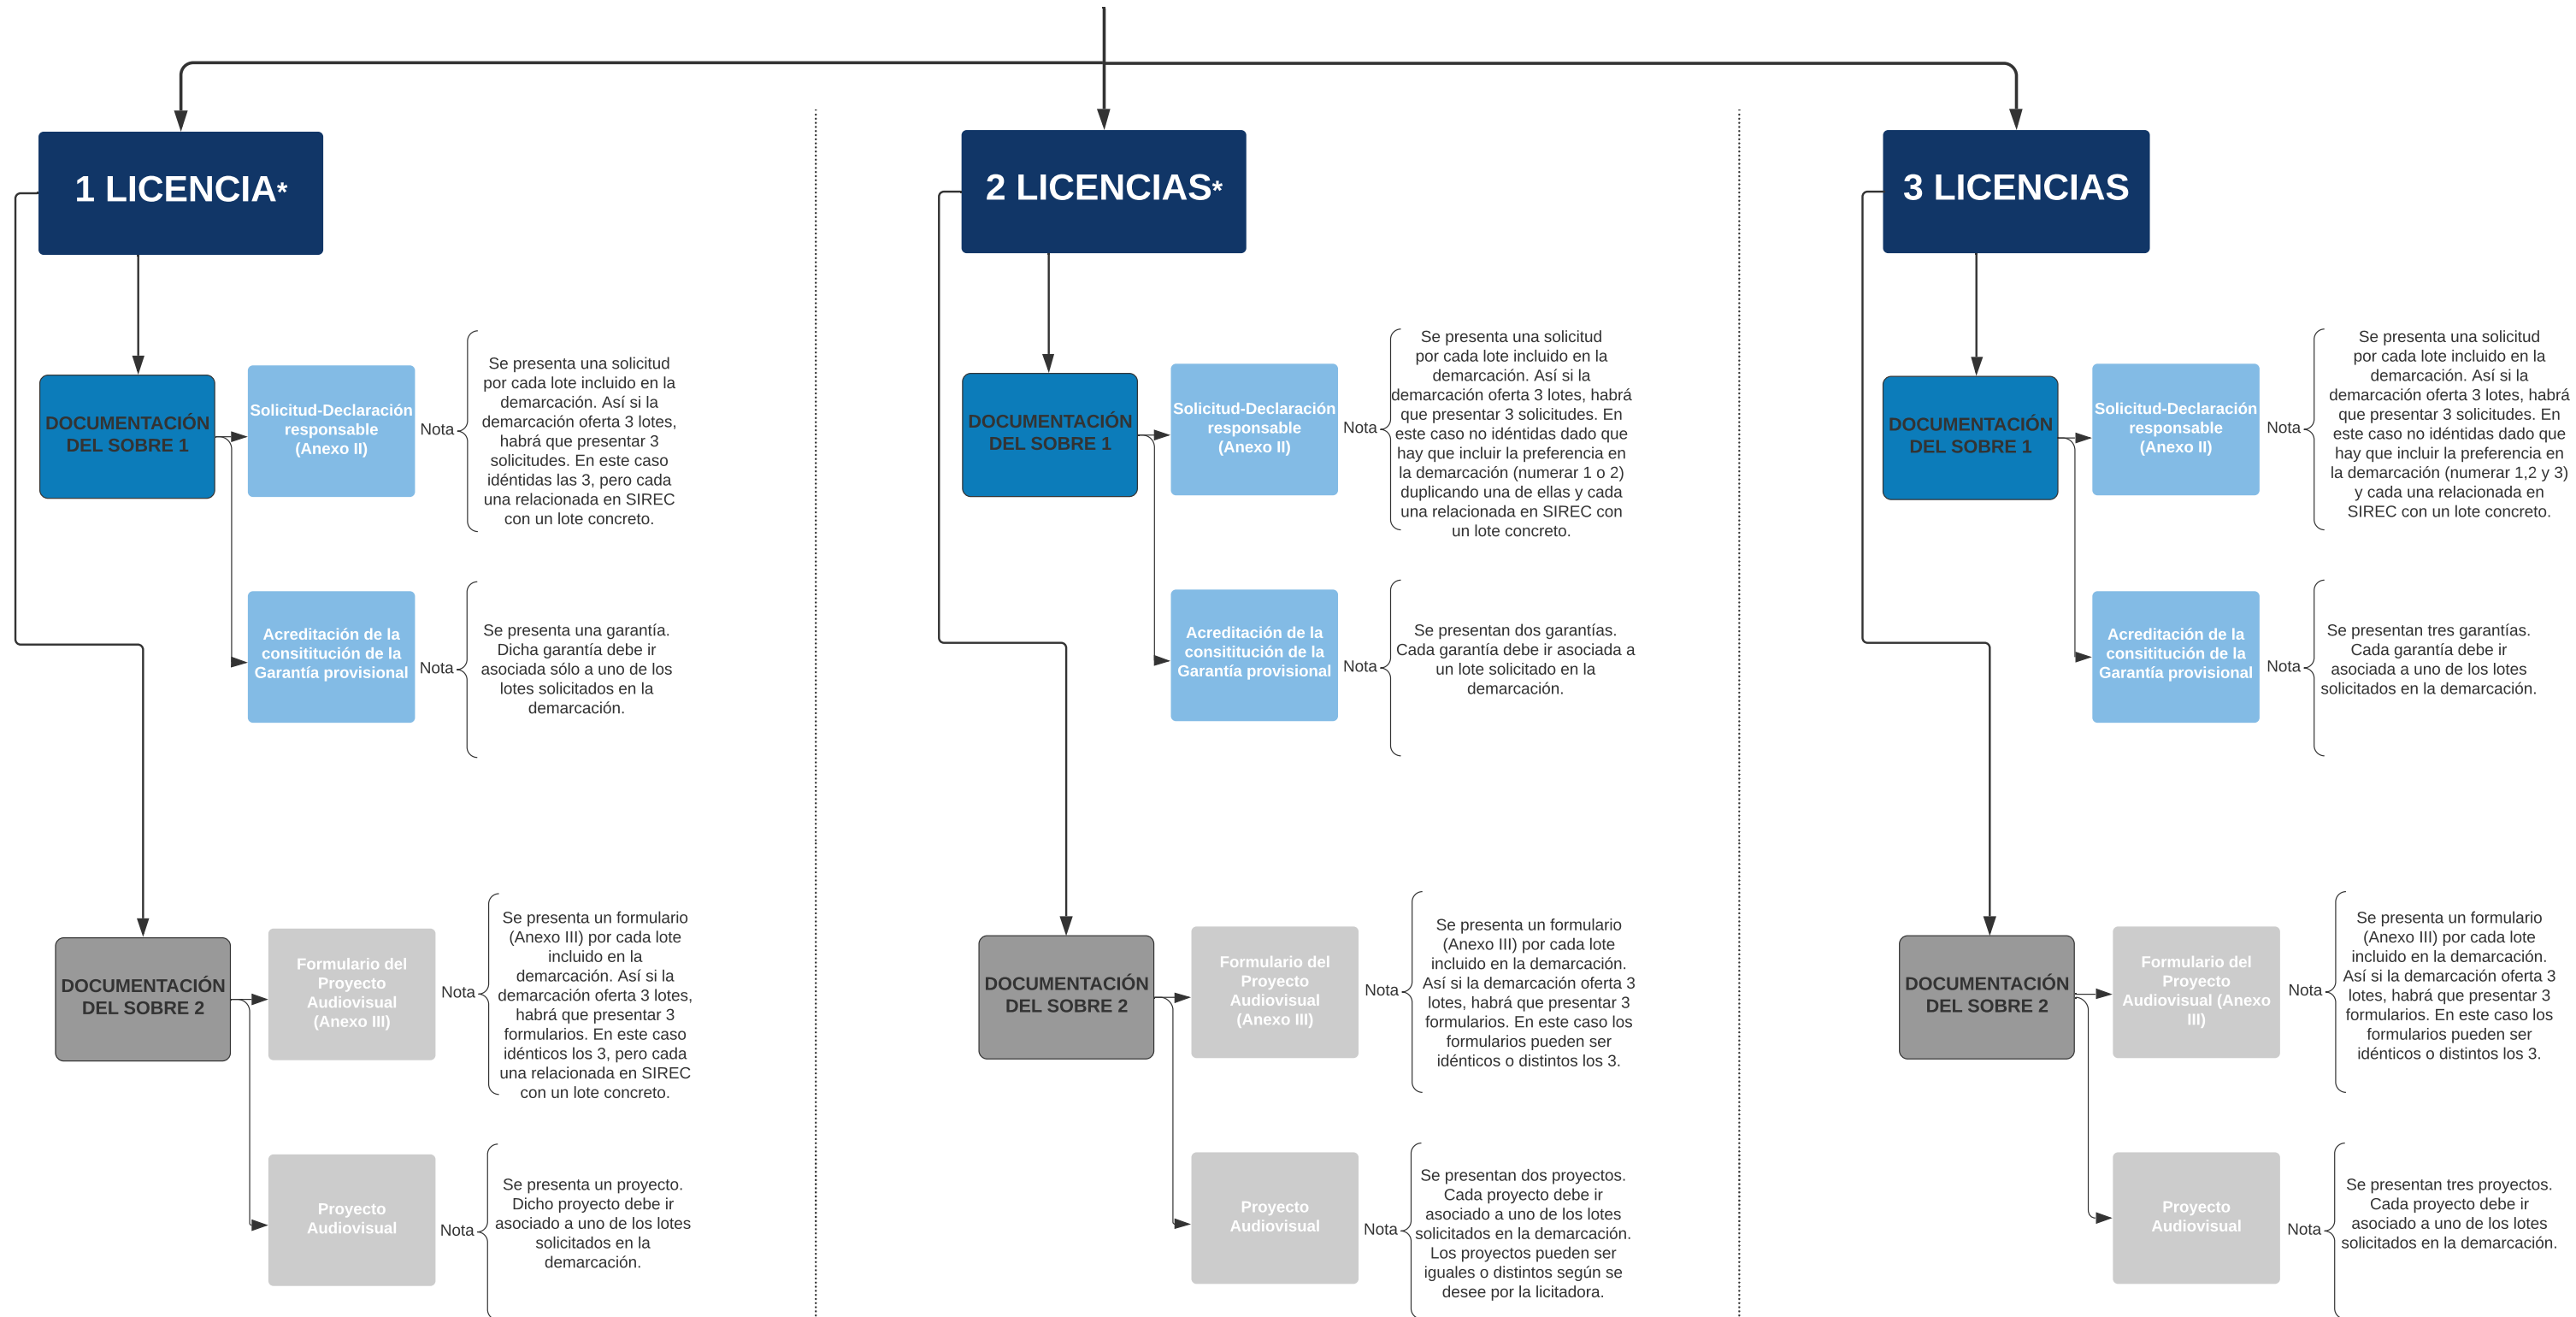 1 LICENCIA*
DOCUMENTACIÓN
DEL SOBRE 1
Solicitud-Declaración
responsable
(Anexo II)
Nota
Se presenta una solicitud
por cada lote incluido en la
demarcación. Así si la
demarcación oferta 3 lotes,
habrá que presentar 3
solicitudes. En este caso
idéntidas las 3, pero cada
una relacionada en SIREC
con un lote concreto.
Acreditación de la
consititución de la
Garantía provisional
Nota
Se presenta una garantía.
Dicha garantía debe ir
asociada sólo a uno de los
lotes solicitados en la
demarcación.
DOCUMENTACIÓN
DEL SOBRE 2
Formulario del
Proyecto
Audiovisual
(Anexo III)
Nota
Se presenta un formulario
(Anexo III) por cada lote
incluido en la
demarcación. Así si la
demarcación oferta 3 lotes,
habrá que presentar 3
formularios. En este caso
idénticos los 3, pero cada
una relacionada en SIREC
con un lote concreto.
Proyecto
Audiovisual
Nota
Se presenta un proyecto.
Dicho proyecto debe ir
asociado a uno de los lotes
solicitados en la
demarcación.
2 LICENCIAS*
DOCUMENTACIÓN
DEL SOBRE 1
Solicitud-Declaración
responsable
(Anexo II)
Nota
Se presenta una solicitud
por cada lote incluido en la
demarcación. Así si la
demarcación oferta 3 lotes, habrá
que presentar 3 solicitudes. En
este caso no idéntidas dado que
hay que incluir la preferencia en
la demarcación (numerar 1 o 2)
duplicando una de ellas y cada
una relacionada en SIREC con
un lote concreto.
Acreditación de la
consititución de la
Garantía provisional
Nota
Se presentan dos garantías.
Cada garantía debe ir asociada a
un lote solicitado en la
demarcación.
DOCUMENTACIÓN
DEL SOBRE 2
Formulario del
Proyecto
Audiovisual
(Anexo III)
Nota
Se presenta un formulario
(Anexo III) por cada lote
incluido en la demarcación.
Así si la demarcación oferta 3
lotes, habrá que presentar 3
formularios. En este caso los
formularios pueden ser
idénticos o distintos los 3.
Proyecto
Audiovisual
Nota
Se presentan dos proyectos.
Cada proyecto debe ir
asociado a uno de los lotes
solicitados en la demarcación.
Los proyectos pueden ser
iguales o distintos según se
desee por la licitadora.
3 LICENCIAS
DOCUMENTACIÓN
DEL SOBRE 1
Solicitud-Declaración
responsable
(Anexo II)
Nota
Se presenta una solicitud
por cada lote incluido en la
demarcación. Así si la
demarcación oferta 3 lotes, habrá
que presentar 3 solicitudes. En
este caso no idéntidas dado que
hay que incluir la preferencia en
la demarcación (numerar 1,2 y 3)
y cada una relacionada en
SIREC con un lote concreto.
Acreditación de la
consititución de la
Garantía provisional
Nota
Se presentan tres garantías.
Cada garantía debe ir
asociada a uno de los lotes
solicitados en la demarcación.
DOCUMENTACIÓN
DEL SOBRE 2
Formulario del
Proyecto
Audiovisual (Anexo
III)
Nota
Se presenta un formulario
(Anexo III) por cada lote
incluido en la demarcación.
Así si la demarcación oferta 3
lotes, habrá que presentar 3
formularios. En este caso los
formularios pueden ser
idénticos o distintos los 3.
Proyecto
Audiovisual
Nota
Se presentan tres proyectos.
Cada proyecto debe ir
asociado a uno de los lotes
solicitados en la demarcación.